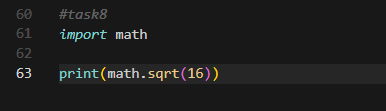 60 #task8
61 import math
62
63 print(math.sqrt(16))